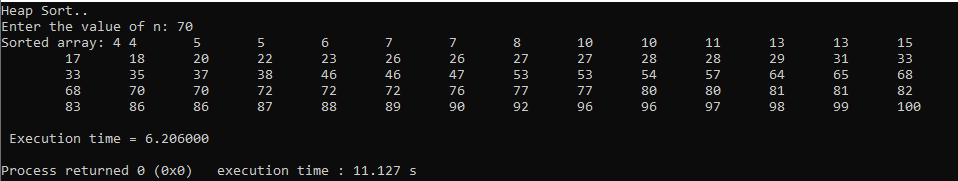 Heap Sort..
Enter the value of n: 70
Sorted array: 4 4 5 5 6 7 7 8 10 10 11 13 13 15
17 18 20 22 23 26 26 27 27 28 28 29 31 33
33 35 37 38 46 46 47 53 53 54 57 64 65 68
68 70 70 72 72 72 76 77 77 80 80 81 81 82
83 86 86 87 88 89 90 92 96 96 97 98 99 100
Execution time = 6.206000
Process returned 0 (0x0) execution time : 11.127 s